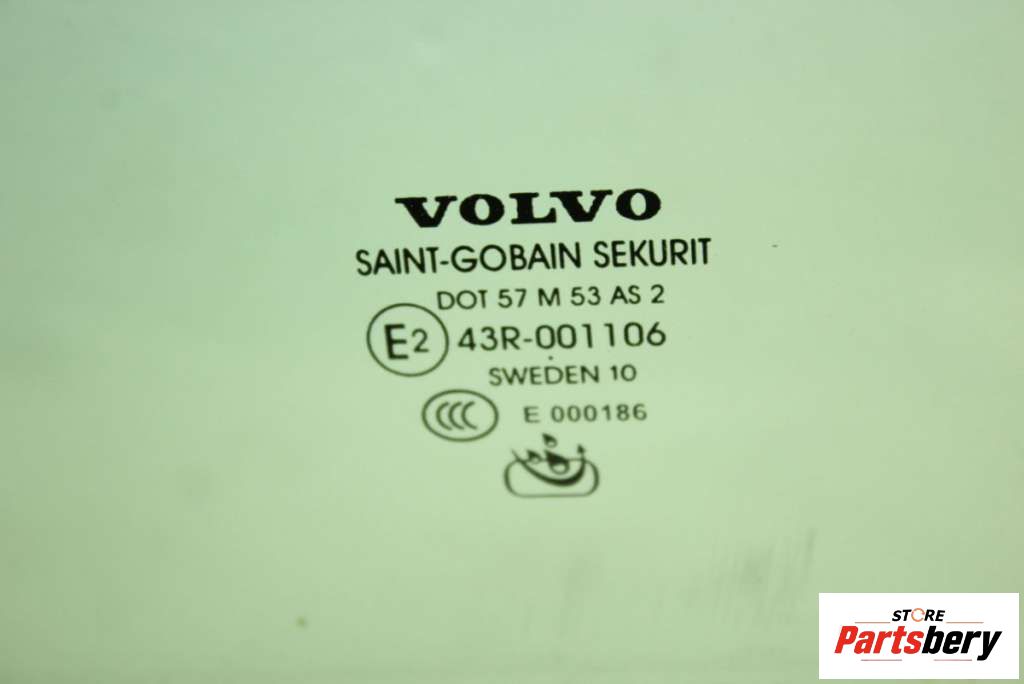 VOLVO
SAINT-GOBAIN SEKURIT
DOT 57 M 53 AS 2
E2 43R-001106
SWEDEN 10
CCC E 000186
STORE
Partsbery